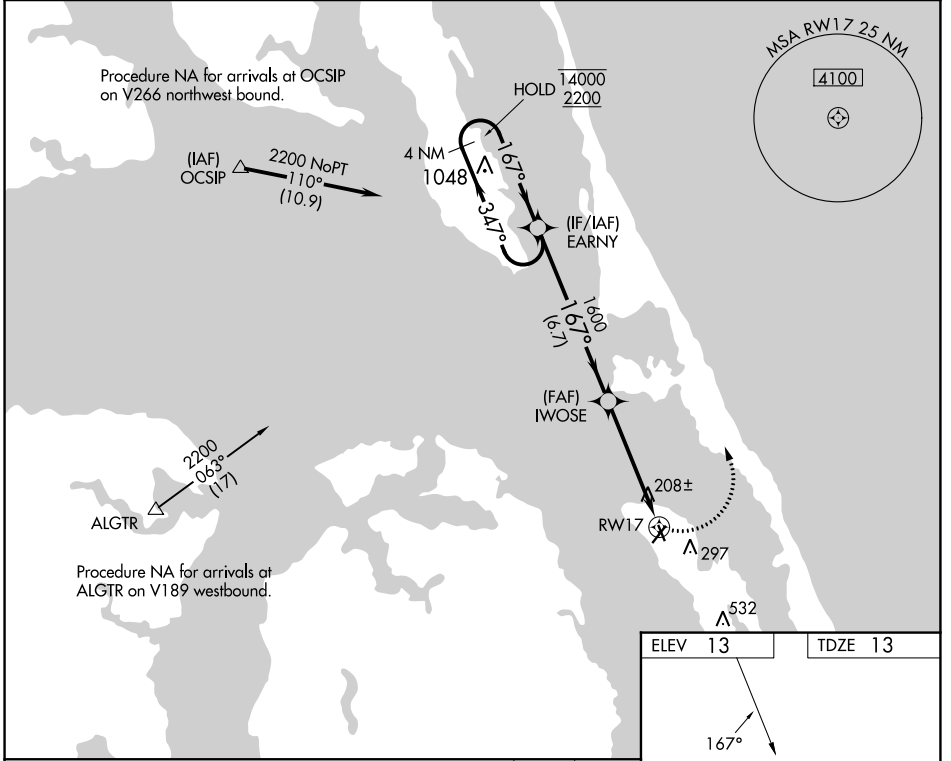 Procedure NA for arrivals at OCSIP
on V266 northwest bound.
HOLD 14000
2200
MSA RW17 25 NM
4100
(IAF)
OCSIP
2200 NoPT
110°
(10.9)
4 NM
1048
167°
347°
(IF/IAF)
EARNY
1600
167°
(6.7)
(FAF)
IWOSE
2200
063°
(17)
ALGTR
Procedure NA for arrivals at
ALGTR on V189 westbound.
208±
RW17
297
532
ELEV 13
TDZE 13
167°